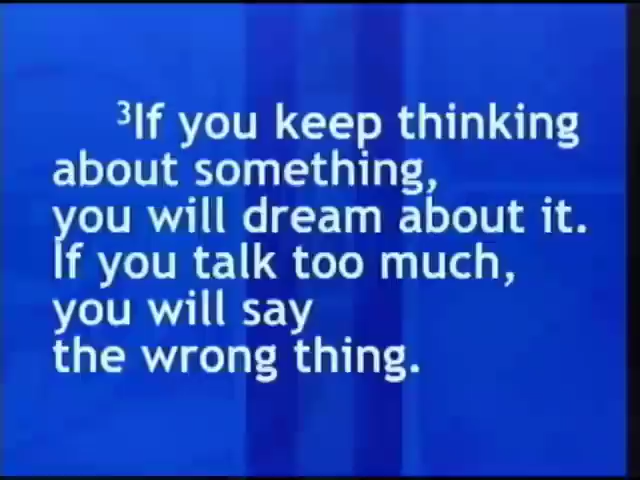 ³If you keep thinking
about something,
you will dream about it.
If you talk too much,
you will say
the wrong thing.